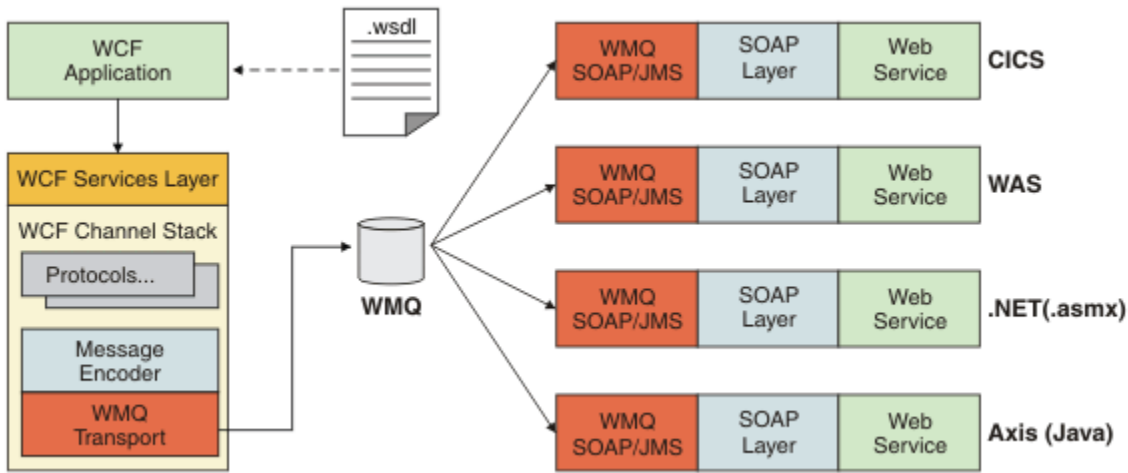 WCF
Application
.wsdl
WCF Services Layer
WCF Channel Stack
Protocols...
Message
Encoder
WMQ
Transport
WMQ
WMQ
SOAP/JMS
SOAP
Layer
Web
Service
CICS
WMQ
SOAP/JMS
SOAP
Layer
Web
Service
WAS
WMQ
SOAP/JMS
SOAP
Layer
Web
Service
.NET(.asmx)
WMQ
SOAP/JMS
SOAP
Layer
Web
Service
Axis (Java)